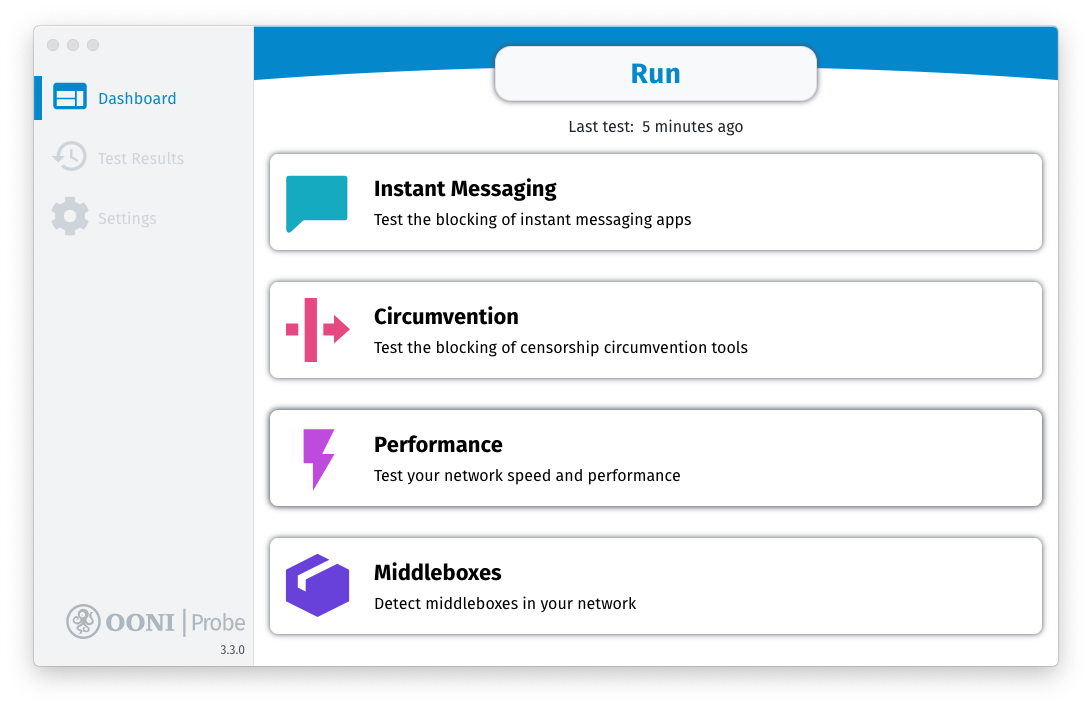 Dashboard
Test Results
Settings
OONI | Probe
3.3.0
Run
Last test: 5 minutes ago
Instant Messaging
Test the blocking of instant messaging apps
Circumvention
Test the blocking of censorship circumvention tools
Performance
Test your network speed and performance
Middleboxes
Detect middleboxes in your network